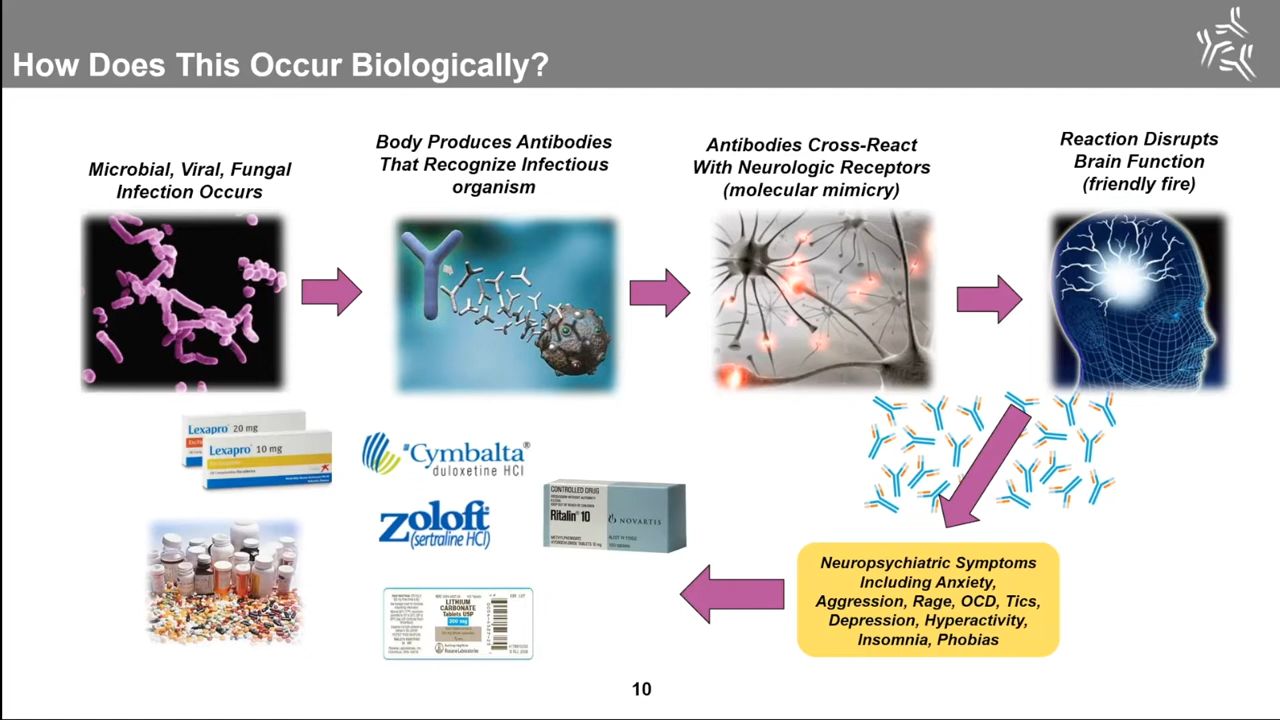 How Does This Occur Biologically?
Microbial, Viral, Fungal
Infection Occurs
Body Produces Antibodies
That Recognize Infectious
organism
Antibodies Cross-React
With Neurologic Receptors
(molecular mimicry)
Reaction Disrupts
Brain Function
(friendly fire)
Lexapro 20 mg
Lexapro 10 mg
Cymbalta®
duloxetine HCl
Zoloft
(sertraline HCl)
CONTROLLED DRUG
Ritalin® 10
NOVARTIS
LITHIUM
CARBONATE
Tablets USP
300 mg
Neuropsychiatric Symptoms
Including Anxiety,
Aggression, Rage, OCD, Tics,
Depression, Hyperactivity,
Insomnia, Phobias
10